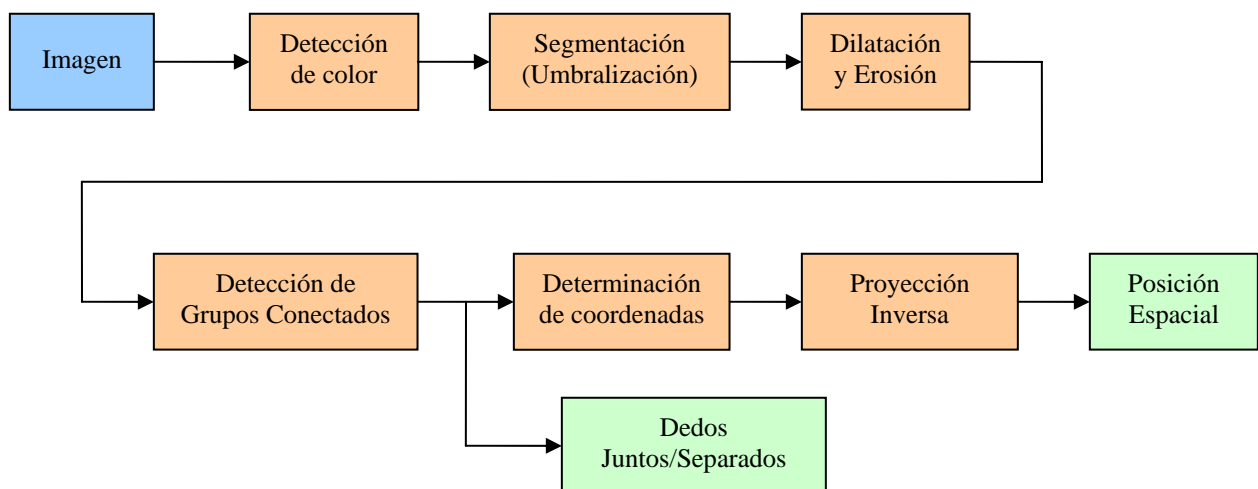 Imagen
Detección
de color
Segmentación
(Umbralización)
Dilatación
y Erosión
Detección de
Grupos Conectados
Determinación
de coordenadas
Proyección
Inversa
Posición
Espacial
Dedos
Juntos/Separados